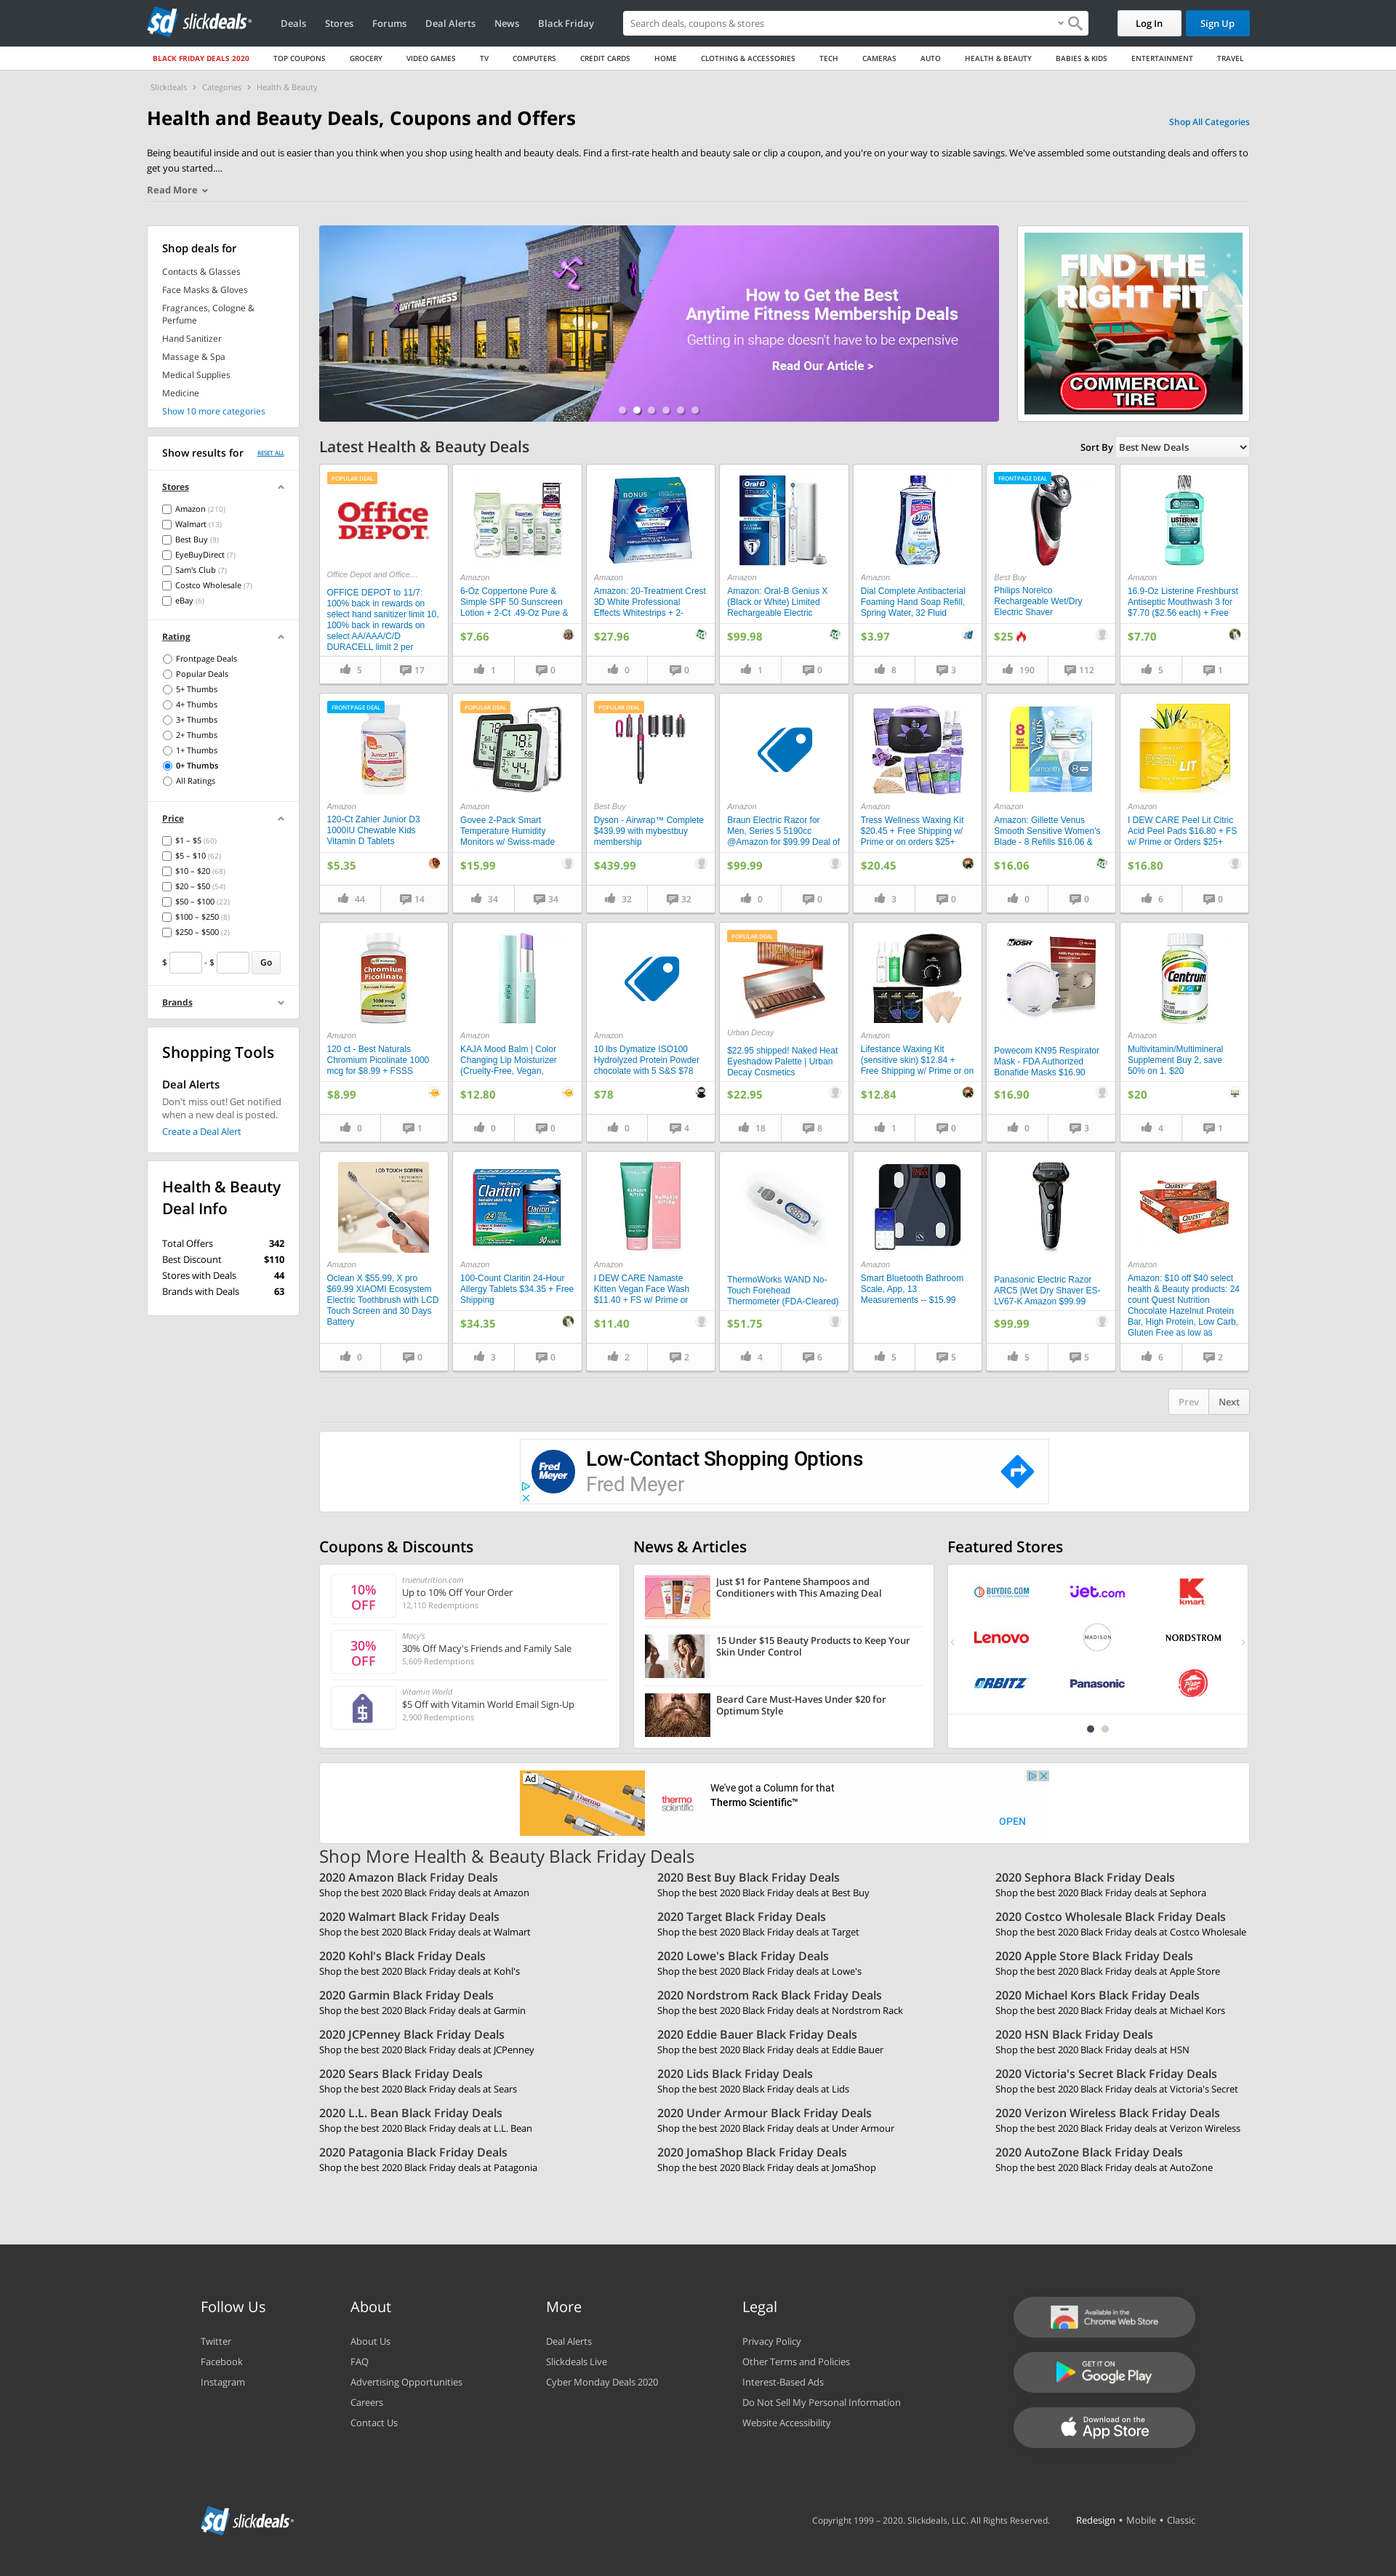 sd slickdeals
Deals
Stores
Forums
Deal Alerts
News
Black Friday
Search deals, coupons & stores
Log In
Sign Up
BLACK FRIDAY DEALS 2020
TOP COUPONS
GROCERY
VIDEO GAMES
TV
COMPUTERS
CREDIT CARDS
HOME
CLOTHING & ACCESSORIES
TECH
CAMERAS
AUTO
HEALTH & BEAUTY
BABIES & KIDS
ENTERTAINMENT
TRAVEL
Slickdeals > Categories > Health & Beauty
Health and Beauty Deals, Coupons and Offers
Shop All Categories
Being beautiful inside and out is easier than you think when you shop using health and beauty deals. Find a first-rate health and beauty sale or clip a coupon, and you're on your way to sizable savings. We've assembled some outstanding deals and offers to
get you started....
Read More
Shop deals for
Contacts & Glasses
Face Masks & Gloves
Fragrances, Cologne &
Perfume
Hand Sanitizer
Massage & Spa
Medical Supplies
Medicine
Show 10 more categories
ANYTIME FITNESS
How to Get the Best
Anytime Fitness Membership Deals
Getting in shape doesn't have to be expensive
Read Our Article >
FIND THE
RIGHT FIT
COMMERCIAL
TIRE
Show results for
RESET ALL
Stores
Amazon (210)
Walmart (13)
Best Buy (9)
EyeBuyDirect (7)
Sam's Club (7)
Costco Wholesale (7)
eBay (6)
Rating
Frontpage Deals
Popular Deals
5+ Thumbs
4+ Thumbs
3+ Thumbs
2+ Thumbs
1+ Thumbs
0+ Thumbs
All Ratings
Price
$1 – $5 (60)
$5 – $10 (62)
$10 – $20 (68)
$20 – $50 (54)
$50 – $100 (22)
$100 – $250 (8)
$250 – $500 (2)
$ - $ Go
Brands
Shopping Tools
Deal Alerts
Don't miss out! Get notified
when a new deal is posted.
Create a Deal Alert
Health & Beauty
Deal Info
Total Offers 342
Best Discount $110
Stores with Deals 44
Brands with Deals 63
Latest Health & Beauty Deals
Sort By Best New Deals
POPULAR DEAL
Office DEPOT
Office Depot and Office…
OFFICE DEPOT to 11/7:
100% back in rewards on
select hand sanitizer limit 10,
100% back in rewards on
select AA/AAA/C/D
DURACELL limit 2 per
5
17
Amazon
6-Oz Coppertone Pure &
Simple SPF 50 Sunscreen
Lotion + 2-Ct .49-Oz Pure &
$7.66
1
0
BONUS
Crest
Amazon
Amazon: 20-Treatment Crest
3D White Professional
Effects Whitestrips + 2-
$27.96
0
0
Oral-B
Amazon
Amazon: Oral-B Genius X
(Black or White) Limited
Rechargeable Electric
$99.98
1
0
Dial
Amazon
Dial Complete Antibacterial
Foaming Hand Soap Refill,
Spring Water, 32 Fluid
$3.97
8
3
FRONTPAGE DEAL
Best Buy
Philips Norelco
Rechargeable Wet/Dry
Electric Shaver
$25
190
112
LISTERINE
Amazon
16.9-Oz Listerine Freshburst
Antiseptic Mouthwash 3 for
$7.70 ($2.56 each) + Free
$7.70
5
1
FRONTPAGE DEAL
Junior D3
Amazon
120-Ct Zahler Junior D3
1000IU Chewable Kids
Vitamin D Tablets
$5.35
44
14
POPULAR DEAL
Amazon
Govee 2-Pack Smart
Temperature Humidity
Monitors w/ Swiss-made
$15.99
34
34
POPULAR DEAL
Best Buy
Dyson - Airwrap™ Complete
$439.99 with mybestbuy
membership
$439.99
32
32
Amazon
Braun Electric Razor for
Men, Series 5 5190cc
@Amazon for $99.99 Deal of
$99.99
0
0
Amazon
Tress Wellness Waxing Kit
$20.45 + Free Shipping w/
Prime or on orders $25+
$20.45
3
0
8
Venus
3
smooth
8
Amazon
Amazon: Gillette Venus
Smooth Sensitive Women's
Blade - 8 Refills $16.06 &
$16.06
0
0
PEEL LIT
Amazon
I DEW CARE Peel Lit Citric
Acid Peel Pads $16.80 + FS
w/ Prime or Orders $25+
$16.80
6
0
Chromium
Picolinate
1000 mcg
Amazon
120 ct - Best Naturals
Chromium Picolinate 1000
mcg for $8.99 + FSSS
$8.99
0
1
Kaja
Amazon
KAJA Mood Balm | Color
Changing Lip Moisturizer
(Cruelty-Free, Vegan,
$12.80
0
0
Amazon
10 lbs Dymatize ISO100
Hydrolyzed Protein Powder
chocolate with 5 S&S $78
$78
0
4
POPULAR DEAL
Urban Decay
$22.95 shipped! Naked Heat
Eyeshadow Palette | Urban
Decay Cosmetics
$22.95
18
8
Amazon
Lifestance Waxing Kit
(sensitive skin) $12.84 +
Free Shipping w/ Prime or on
$12.84
1
0
NIOSH
Powecom KN95 Respirator
Mask - FDA Authorized
Bonafide Masks $16.90
$16.90
0
3
Centrum
Amazon
Multivitamin/Multimineral
Supplement Buy 2, save
50% on 1. $20
$20
4
1
LCD TOUCH SCREEN
Amazon
Oclean X $55.99, X pro
$69.99 XIAOMI Ecosystem
Electric Toothbrush with LCD
Touch Screen and 30 Days
Battery
0
0
Claritin
24
90
Amazon
100-Count Claritin 24-Hour
Allergy Tablets $34.35 + Free
Shipping
$34.35
3
0
NAMASTE
KITTEN
Amazon
I DEW CARE Namaste
Kitten Vegan Face Wash
$11.40 + FS w/ Prime or
$11.40
2
2
ThermoWorks WAND No-
Touch Forehead
Thermometer (FDA-Cleared)
$51.75
4
6
Amazon
Smart Bluetooth Bathroom
Scale, App, 13
Measurements -- $15.99
5
5
Panasonic Electric Razor
ARC5 |Wet Dry Shaver ES-
LV67-K Amazon $99.99
$99.99
5
5
QUEST
Amazon
Amazon: $10 off $40 select
health & Beauty products: 24
count Quest Nutrition
Chocolate Hazelnut Protein
Bar, High Protein, Low Carb,
Gluten Free as low as
6
2
Prev
Next
Fred Meyer
Low-Contact Shopping Options
Fred Meyer
Coupons & Discounts
10%
OFF
truenutrition.com
Up to 10% Off Your Order
12,110 Redemptions
30%
OFF
Macy's
30% Off Macy's Friends and Family Sale
5,609 Redemptions
$
Vitamin World
$5 Off with Vitamin World Email Sign-Up
2,900 Redemptions
News & Articles
Just $1 for Pantene Shampoos and
Conditioners with This Amazing Deal
15 Under $15 Beauty Products to Keep Your
Skin Under Control
Beard Care Must-Haves Under $20 for
Optimum Style
Featured Stores
BUYDIG.COM
jet.com
kmart
Lenovo
MADISON
NORDSTROM
ORBITZ
Panasonic
Pizza Hut
Ad
thermo
scientific
We've got a Column for that
Thermo Scientific™
OPEN
Shop More Health & Beauty Black Friday Deals
2020 Amazon Black Friday Deals
Shop the best 2020 Black Friday deals at Amazon
2020 Best Buy Black Friday Deals
Shop the best 2020 Black Friday deals at Best Buy
2020 Sephora Black Friday Deals
Shop the best 2020 Black Friday deals at Sephora
2020 Walmart Black Friday Deals
Shop the best 2020 Black Friday deals at Walmart
2020 Target Black Friday Deals
Shop the best 2020 Black Friday deals at Target
2020 Costco Wholesale Black Friday Deals
Shop the best 2020 Black Friday deals at Costco Wholesale
2020 Kohl's Black Friday Deals
Shop the best 2020 Black Friday deals at Kohl's
2020 Lowe's Black Friday Deals
Shop the best 2020 Black Friday deals at Lowe's
2020 Apple Store Black Friday Deals
Shop the best 2020 Black Friday deals at Apple Store
2020 Garmin Black Friday Deals
Shop the best 2020 Black Friday deals at Garmin
2020 Nordstrom Rack Black Friday Deals
Shop the best 2020 Black Friday deals at Nordstrom Rack
2020 Michael Kors Black Friday Deals
Shop the best 2020 Black Friday deals at Michael Kors
2020 JCPenney Black Friday Deals
Shop the best 2020 Black Friday deals at JCPenney
2020 Eddie Bauer Black Friday Deals
Shop the best 2020 Black Friday deals at Eddie Bauer
2020 HSN Black Friday Deals
Shop the best 2020 Black Friday deals at HSN
2020 Sears Black Friday Deals
Shop the best 2020 Black Friday deals at Sears
2020 Lids Black Friday Deals
Shop the best 2020 Black Friday deals at Lids
2020 Victoria's Secret Black Friday Deals
Shop the best 2020 Black Friday deals at Victoria's Secret
2020 L.L. Bean Black Friday Deals
Shop the best 2020 Black Friday deals at L.L. Bean
2020 Under Armour Black Friday Deals
Shop the best 2020 Black Friday deals at Under Armour
2020 Verizon Wireless Black Friday Deals
Shop the best 2020 Black Friday deals at Verizon Wireless
2020 Patagonia Black Friday Deals
Shop the best 2020 Black Friday deals at Patagonia
2020 JomaShop Black Friday Deals
Shop the best 2020 Black Friday deals at JomaShop
2020 AutoZone Black Friday Deals
Shop the best 2020 Black Friday deals at AutoZone
Follow Us
Twitter
Facebook
Instagram
About
About Us
FAQ
Advertising Opportunities
Careers
Contact Us
More
Deal Alerts
Slickdeals Live
Cyber Monday Deals 2020
Legal
Privacy Policy
Other Terms and Policies
Interest-Based Ads
Do Not Sell My Personal Information
Website Accessibility
Available in the
Chrome Web Store
GET IT ON
Google Play
Download on the
App Store
sd slickdeals
Copyright 1999 – 2020. Slickdeals, LLC. All Rights Reserved.
Redesign • Mobile • Classic